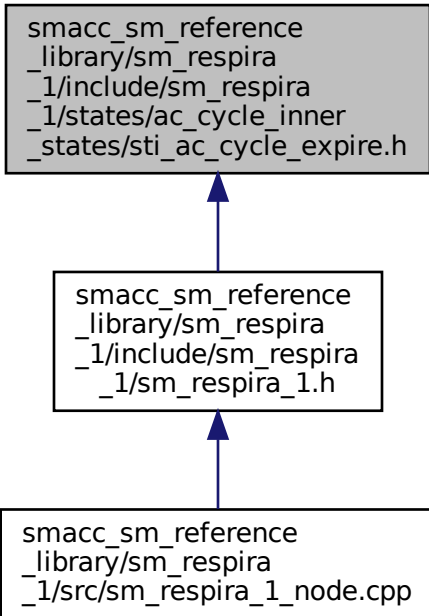 smacc_sm_reference
_library/sm_respira
_1/include/sm_respira
_1/states/ac_cycle_inner
_states/sti_ac_cycle_expire.h
smacc_sm_reference
_library/sm_respira
_1/include/sm_respira
_1/sm_respira_1.h
smacc_sm_reference
_library/sm_respira
_1/src/sm_respira_1_node.cpp